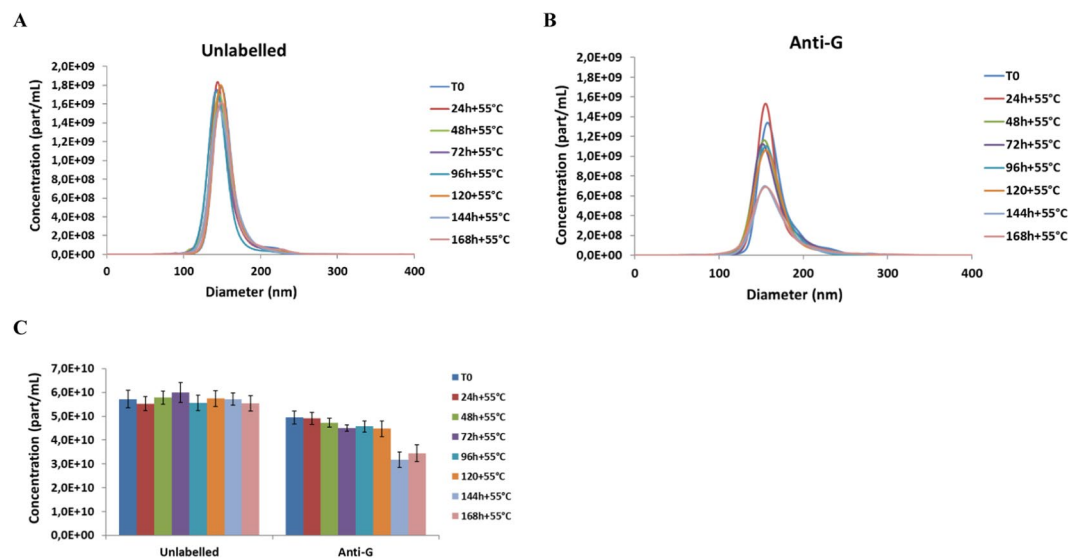 A
Unlabelled
2,0E+09
1,8E+09
1,6E+09
1,4E+09
1,2E+09
1,0E+09
8,0E+08
6,0E+08
4,0E+08
2,0E+08
0,0E+00
Concentration (part/mL)
0 100 200 300 400
Diameter (nm)
T0
24h+55°C
48h+55°C
72h+55°C
96h+55°C
120+55°C
144h+55°C
168h+55°C
B
Anti-G
2,0E+09
1,8E+09
1,6E+09
1,4E+09
1,2E+09
1,0E+09
8,0E+08
6,0E+08
4,0E+08
2,0E+08
0,0E+00
Concentration (part/mL)
0 100 200 300 400
Diameter (nm)
T0
24h+55°C
48h+55°C
72h+55°C
96h+55°C
120+55°C
144h+55°C
168h+55°C
C
7,0E+10
6,0E+10
5,0E+10
4,0E+10
3,0E+10
2,0E+10
1,0E+10
0,0E+00
Concentration (part/mL)
Unlabelled Anti-G
T0
24h+55°C
48h+55°C
72h+55°C
96h+55°C
120+55°C
144h+55°C
168h+55°C